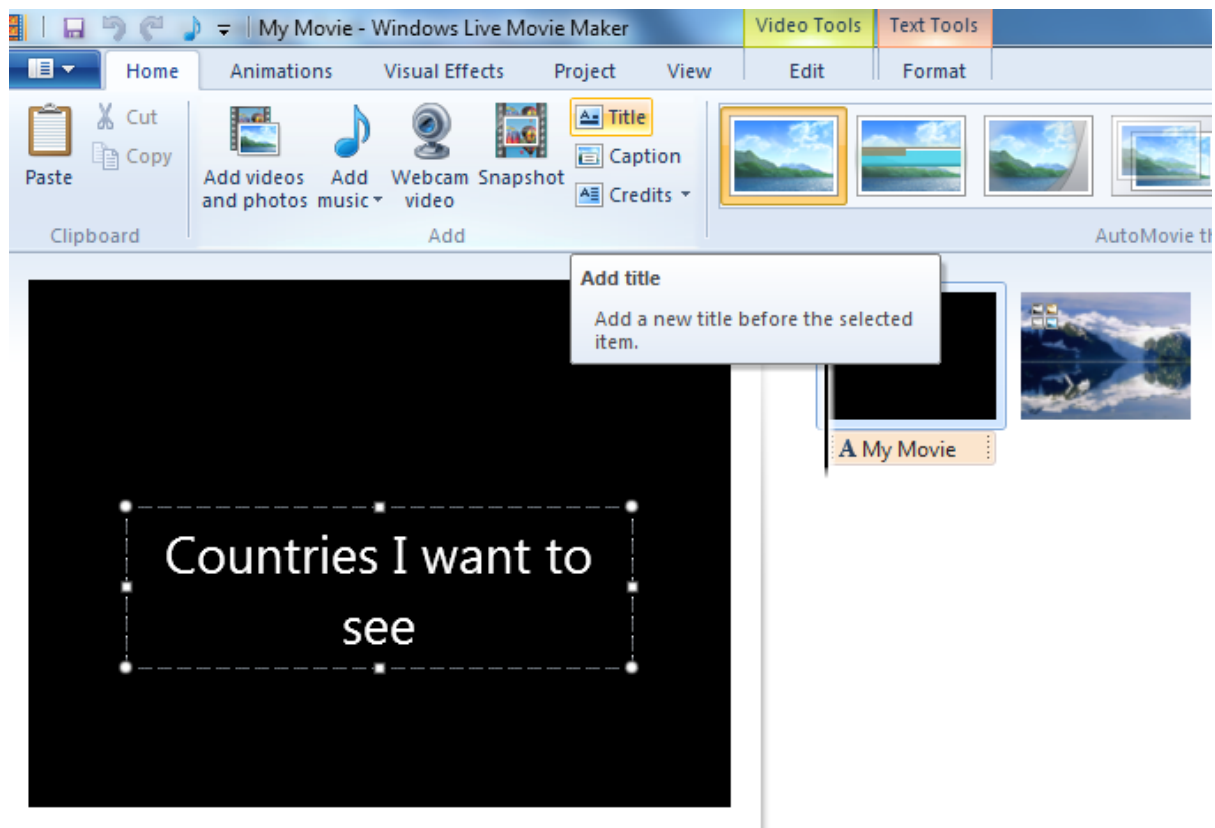 My Movie - Windows Live Movie Maker
Video Tools
Text Tools
Home
Animations
Visual Effects
Project
View
Edit
Format
Paste
Cut
Copy
Clipboard
Add videos
and photos
Add
music
Webcam
video
Snapshot
Title
Caption
Credits
Add
AutoMovie th
Add title
Add a new title before the selected
item.
A My Movie
Countries I want to
see